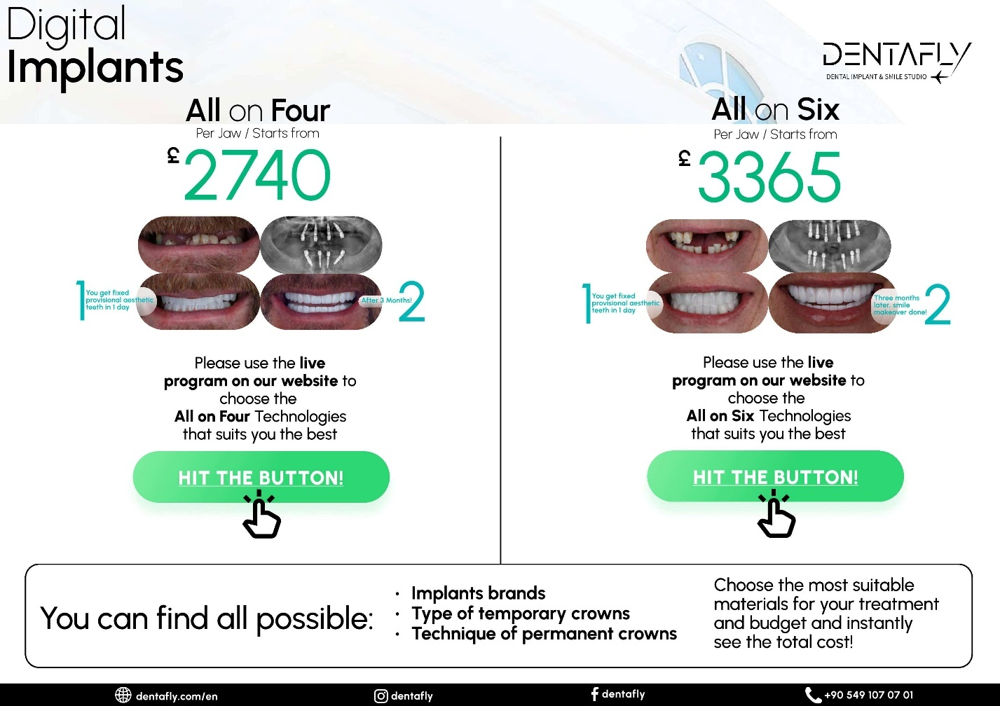 Digital
Implants
DENTAFLY
DENTAL IMPLANT & SMILE STUDIO
All on Four
Per Jaw / Starts from
£ 2740
1 You get fixed
provisional aesthetic
teeth in 1 day
After 3 Months! 2
Please use the live
program on our website to
choose the
All on Four Technologies
that suits you the best
HIT THE BUTTON!
All on Six
Per Jaw / Starts from
£ 3365
1 You get fixed
provisional aesthetic
teeth in 1 day
Three months
later, smile
makeover done! 2
Please use the live
program on our website to
choose the
All on Six Technologies
that suits you the best
HIT THE BUTTON!
You can find all possible:
· Implants brands
· Type of temporary crowns
· Technique of permanent crowns
Choose the most suitable
materials for your treatment
and budget and instantly
see the total cost!
dentafly.com/en
dentafly
dentafly
+90 549 107 07 01